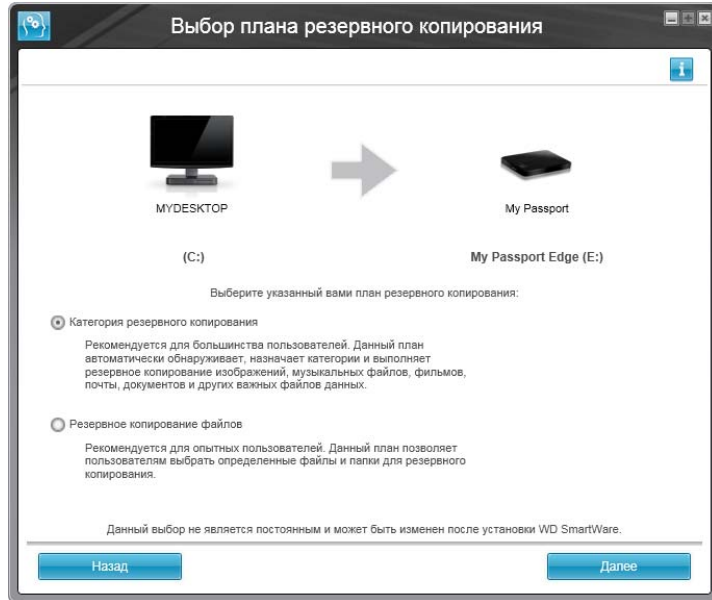 Выбор плана резервного копирования
MYDESKTOP
My Passport
(C:)
My Passport Edge (E:)
Выберите указанный вами план резервного копирования:
Категория резервного копирования
Рекомендуется для большинства пользователей. Данный план
автоматически обнаруживает, назначает категории и выполняет
резервное копирование изображений, музыкальных файлов, фильмов,
почты, документов и других важных файлов данных.
Резервное копирование файлов
Рекомендуется для опытных пользователей. Данный план позволяет
пользователям выбрать определенные файлы и папки для резервного
копирования.
Данный выбор не является постоянным и может быть изменен после установки WD SmartWare.
Назад
Далее